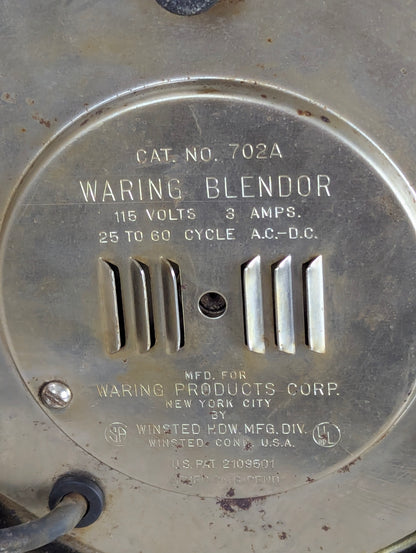 CAT. NO. 702A
WARING BLENDOR
115 VOLTS 3 AMPS.
25 TO 60 CYCLE A.C.-D.C.
MFD. FOR
WARING PRODUCTS CORP.
NEW YORK CITY
BY
WINSTED HDW. MFG. DIV.
WINSTED, CONN. U.S.A.
U.S. PAT 2109501